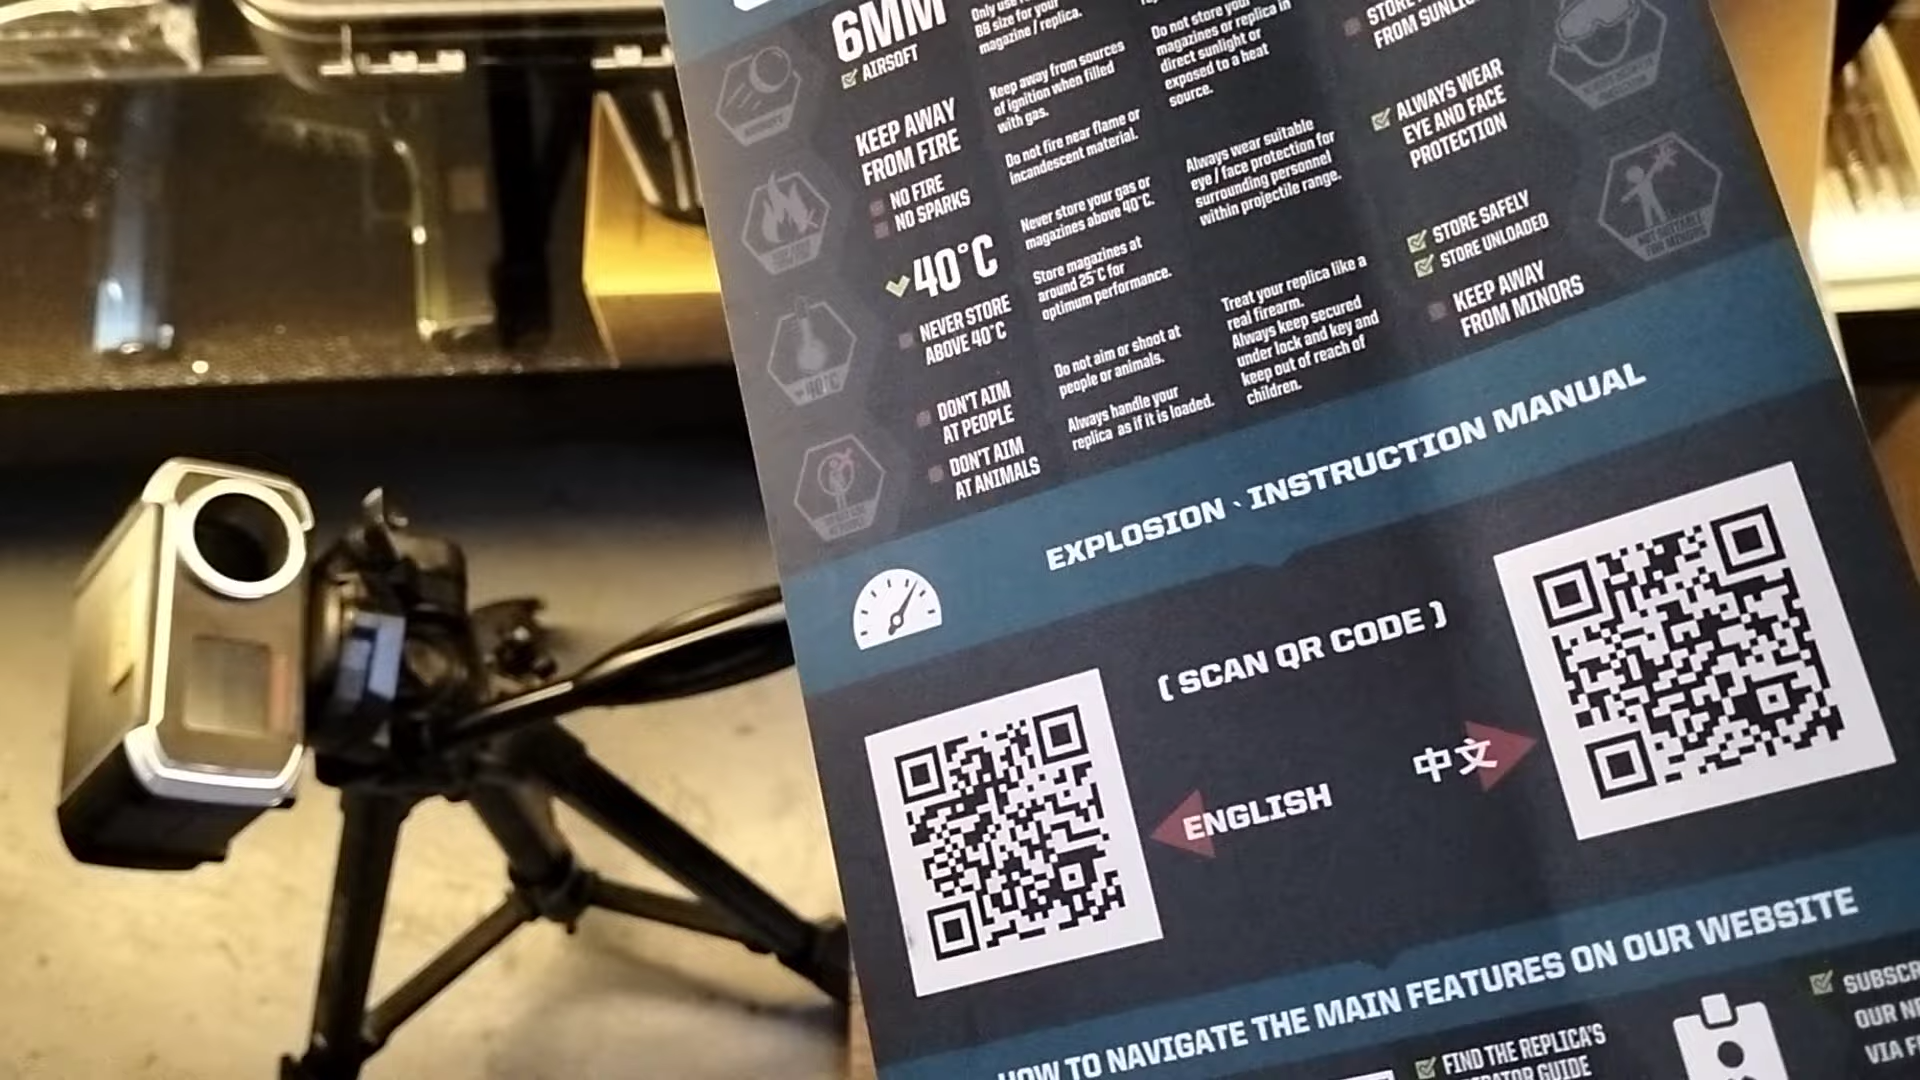 6MM
AIRSOFT
Only use
BB size for your
magazine / replica.
KEEP AWAY
FROM FIRE
NO FIRE
NO SPARKS
Keep away from sources
of ignition when filled
with gas.
Do not fire near flame or
incandescent material.
40°C
NEVER STORE
ABOVE 40°C
Never store your gas or
magazines above 40°C.
Store magazines at
around 25°C for
optimum performance.
DON'T AIM
AT PEOPLE
DON'T AIM
AT ANIMALS
Do not aim or shoot at
people or animals.
Always handle your
replica as if it is loaded.
Do not store your
magazines or replica in
direct sunlight or
exposed to a heat
source.
FROM SUNLI
Always wear suitable
eye / face protection for
surrounding personnel
within projectile range.
ALWAYS WEAR
EYE AND FACE
PROTECTION
Treat your replica like a
real firearm.
Always keep secured
under lock and key and
keep out of reach of
children.
STORE SAFELY
STORE UNLOADED
KEEP AWAY
FROM MINORS
EXPLOSION、INSTRUCTION MANUAL
( SCAN QR CODE )
ENGLISH
中文
HOW TO NAVIGATE THE MAIN FEATURES ON OUR WEBSITE
FIND THE REPLICA'S
GUIDE
SUBSCR
OUR NE
VIA F